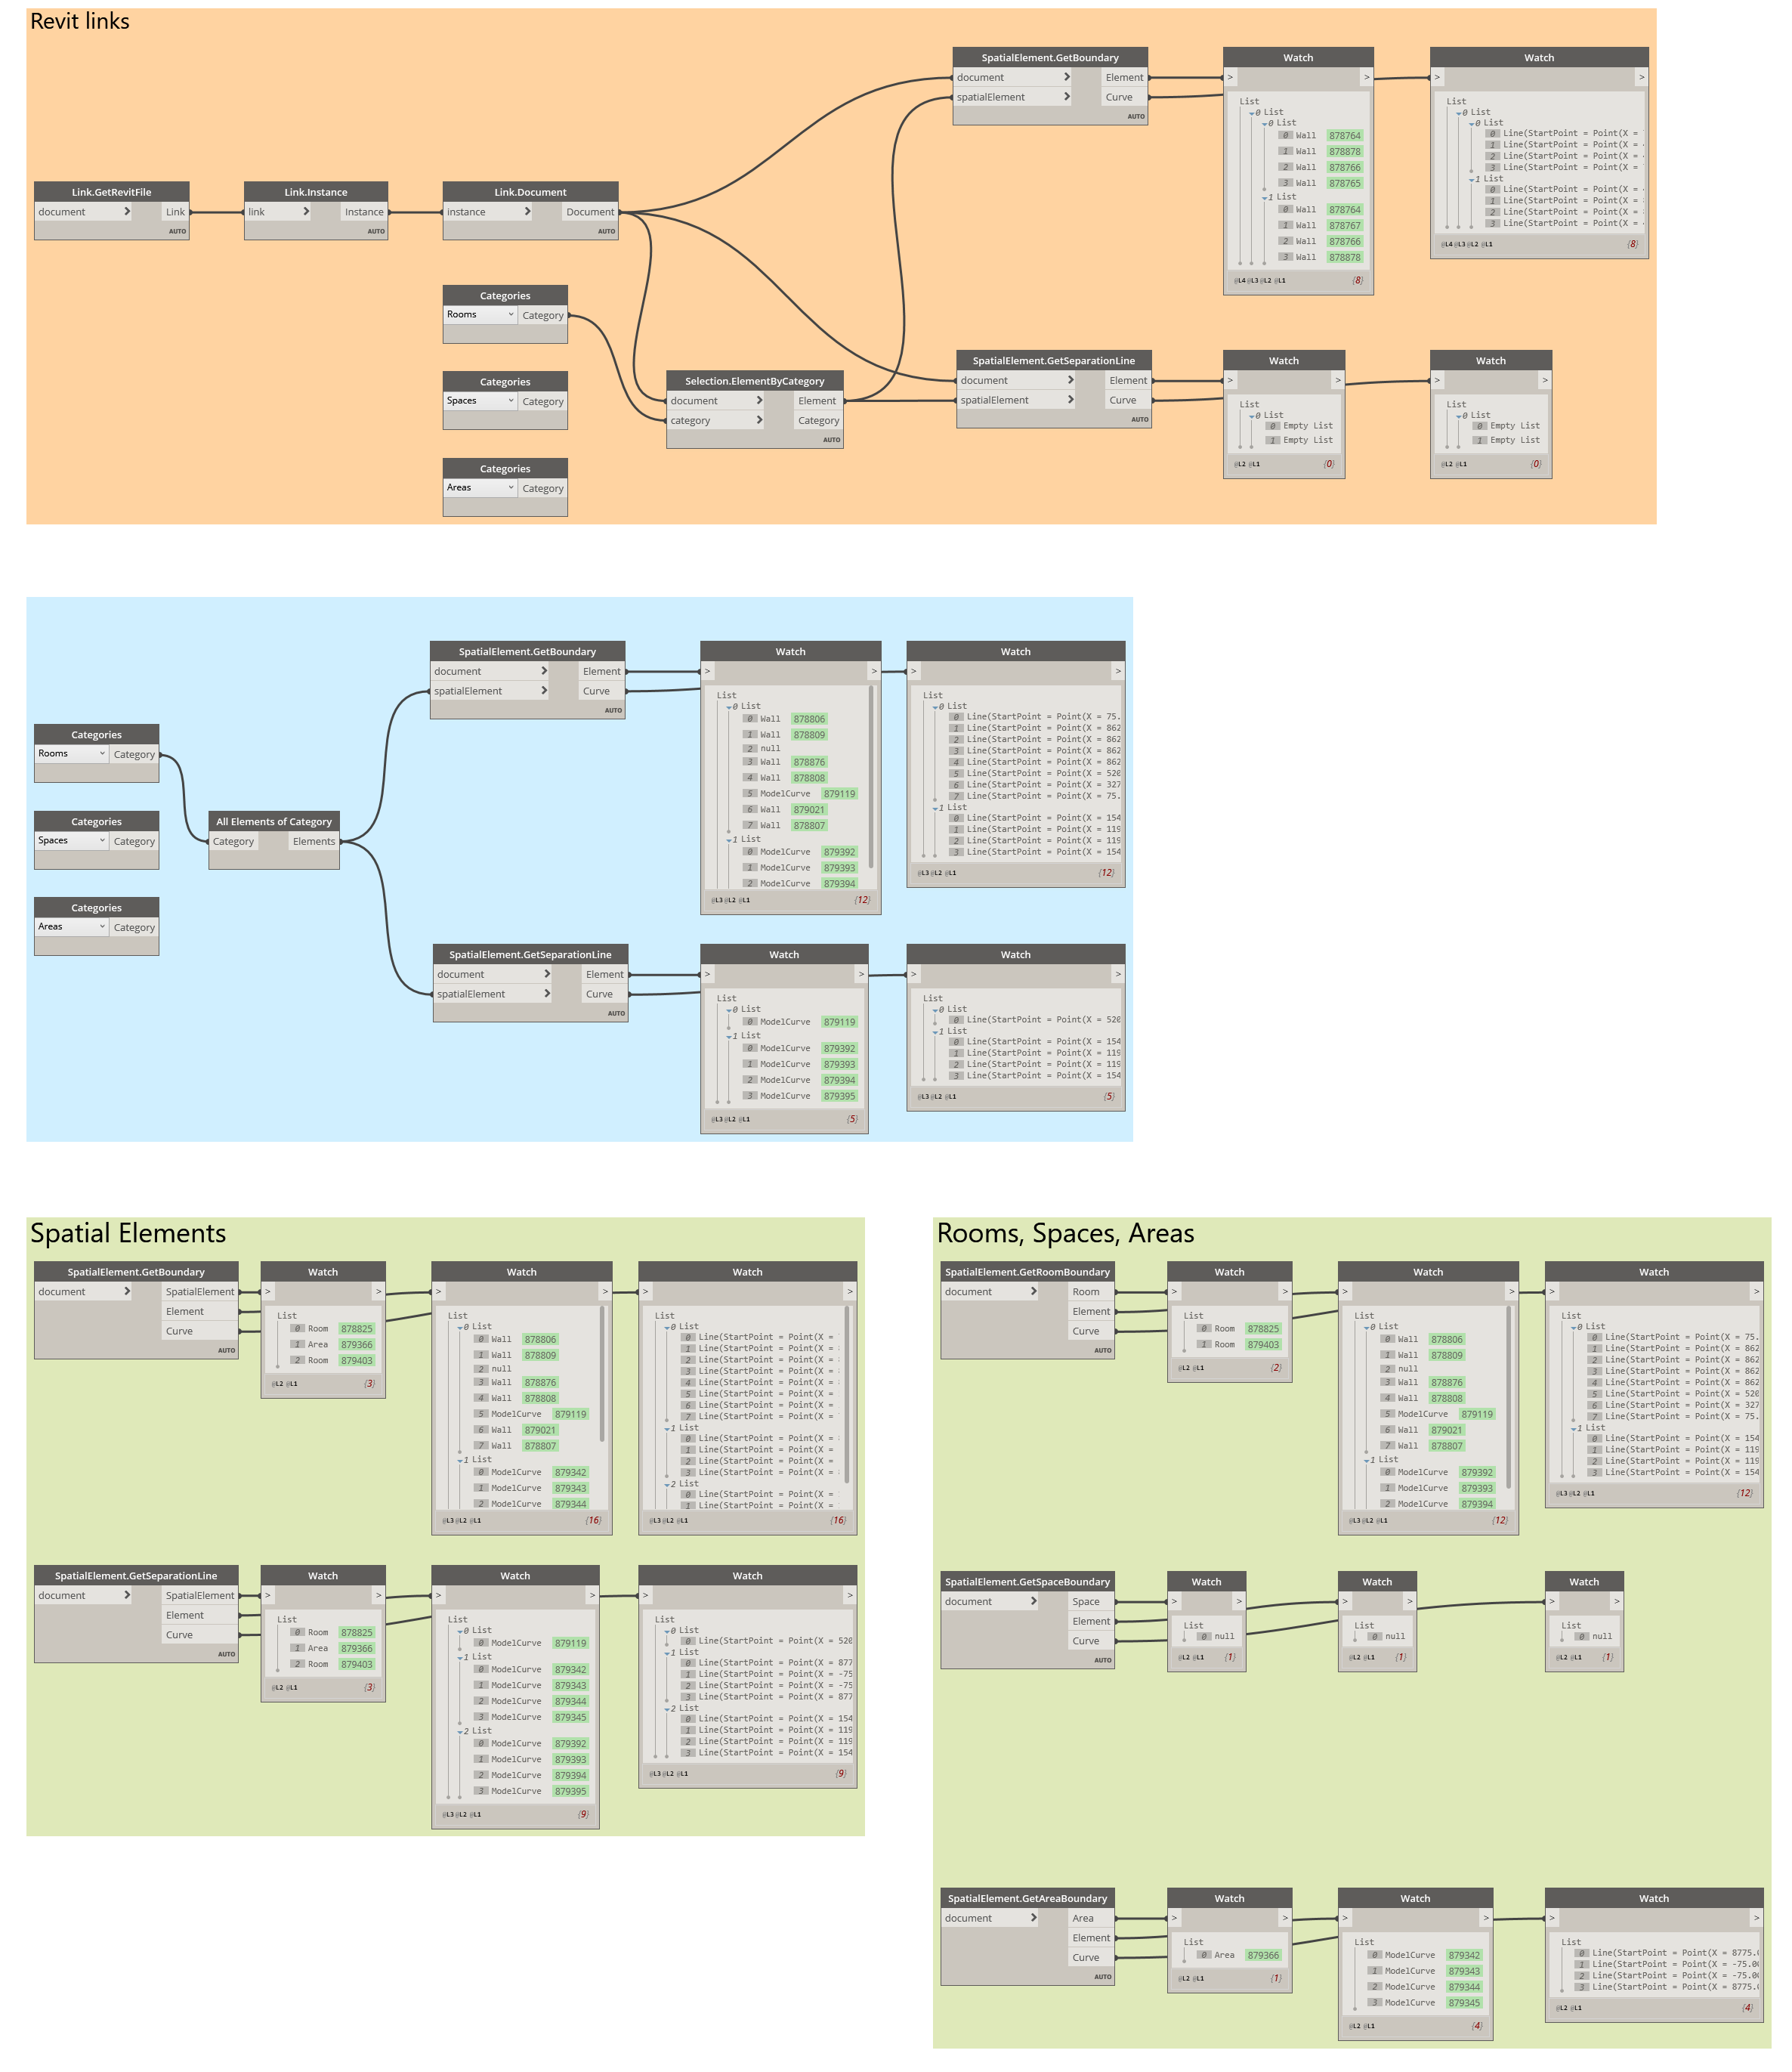 Revit links
SpatialElement.GetBoundary
document > Element
spatialElement > Curve
AUTO
Watch
> >
List
0 List
0 List
0 Wall 878764
1 Wall 878878
2 Wall 878766
3 Wall 878765
1 List
0 Wall 878764
1 Wall 878767
2 Wall 878766
3 Wall 878878
@L4 @L3 @L2 @L1 {8}
Watch
> >
List
0 List
0 List
0 Line(StartPoint = Point(X =
1 Line(StartPoint = Point(X =
2 Line(StartPoint = Point(X =
3 Line(StartPoint = Point(X =
1 List
0 Line(StartPoint = Point(X =
1 Line(StartPoint = Point(X =
2 Line(StartPoint = Point(X =
3 Line(StartPoint = Point(X =
@L4 @L3 @L2 @L1 {8}
Link.GetRevitFile
document > Link
AUTO
Link.Instance
link > Instance
AUTO
Link.Document
instance > Document
AUTO
Categories
Rooms Category
Categories
Spaces Category
Categories
Areas Category
Selection.ElementByCategory
document > Element
category > Category
AUTO
SpatialElement.GetSeparationLine
document > Element
spatialElement > Curve
AUTO
Watch
> >
List
0 List
0 Empty List
1 Empty List
@L2 @L1 {0}
Watch
> >
List
0 List
0 Empty List
1 Empty List
@L2 @L1 {0}
Categories
Rooms Category
Categories
Spaces Category
Categories
Areas Category
All Elements of Category
Category Elements
SpatialElement.GetBoundary
document > Element
spatialElement > Curve
AUTO
Watch
> >
List
0 List
0 Wall 878806
1 Wall 878809
2 null
3 Wall 878876
4 Wall 878808
5 ModelCurve 879119
6 Wall 879021
7 Wall 878807
1 List
0 ModelCurve 879392
1 ModelCurve 879393
2 ModelCurve 879394
@L3 @L2 @L1 {12}
Watch
> >
List
0 List
0 Line(StartPoint = Point(X = 75.
1 Line(StartPoint = Point(X = 862
2 Line(StartPoint = Point(X = 862
3 Line(StartPoint = Point(X = 862
4 Line(StartPoint = Point(X = 862
5 Line(StartPoint = Point(X = 520
6 Line(StartPoint = Point(X = 327
7 Line(StartPoint = Point(X = 75.
1 List
0 Line(StartPoint = Point(X = 154
1 Line(StartPoint = Point(X = 119
2 Line(StartPoint = Point(X = 119
3 Line(StartPoint = Point(X = 154
@L3 @L2 @L1 {12}
SpatialElement.GetSeparationLine
document > Element
spatialElement > Curve
AUTO
Watch
> >
List
0 List
0 ModelCurve 879119
1 List
0 ModelCurve 879392
1 ModelCurve 879393
2 ModelCurve 879394
3 ModelCurve 879395
@L3 @L2 @L1 {5}
Watch
> >
List
0 List
0 Line(StartPoint = Point(X = 520
1 List
0 Line(StartPoint = Point(X = 154
1 Line(StartPoint = Point(X = 119
2 Line(StartPoint = Point(X = 119
3 Line(StartPoint = Point(X = 154
@L3 @L2 @L1 {5}
Spatial Elements
SpatialElement.GetBoundary
document > SpatialElement
Element
Curve
AUTO
Watch
> >
List
0 Room 878825
1 Area 879366
2 Room 879403
@L2 @L1 {3}
Watch
> >
List
0 List
0 Wall 878806
1 Wall 878809
2 null
3 Wall 878876
4 Wall 878808
5 ModelCurve 879119
6 Wall 879021
7 Wall 878807
1 List
0 ModelCurve 879342
1 ModelCurve 879343
2 ModelCurve 879344
@L3 @L2 @L1 {16}
Watch
> >
List
0 List
0 Line(StartPoint = Point(X =
1 Line(StartPoint = Point(X =
2 Line(StartPoint = Point(X =
3 Line(StartPoint = Point(X =
4 Line(StartPoint = Point(X =
5 Line(StartPoint = Point(X =
6 Line(StartPoint = Point(X =
7 Line(StartPoint = Point(X =
1 List
0 Line(StartPoint = Point(X =
1 Line(StartPoint = Point(X =
2 Line(StartPoint = Point(X =
3 Line(StartPoint = Point(X =
2 List
0 Line(StartPoint = Point(X =
1 Line(StartPoint = Point(X =
@L3 @L2 @L1 {16}
SpatialElement.GetSeparationLine
document > SpatialElement
Element
Curve
AUTO
Watch
> >
List
0 Room 878825
1 Area 879366
2 Room 879403
@L2 @L1 {3}
Watch
> >
List
0 List
0 ModelCurve 879119
1 List
0 ModelCurve 879342
1 ModelCurve 879343
2 ModelCurve 879344
3 ModelCurve 879345
2 List
0 ModelCurve 879392
1 ModelCurve 879393
2 ModelCurve 879394
3 ModelCurve 879395
@L3 @L2 @L1 {9}
Watch
> >
List
0 List
0 Line(StartPoint = Point(X = 520
1 List
0 Line(StartPoint = Point(X = 877
1 Line(StartPoint = Point(X = -75
2 Line(StartPoint = Point(X = -75
3 Line(StartPoint = Point(X = 877
2 List
0 Line(StartPoint = Point(X = 154
1 Line(StartPoint = Point(X = 119
2 Line(StartPoint = Point(X = 119
3 Line(StartPoint = Point(X = 154
@L3 @L2 @L1 {9}
Rooms, Spaces, Areas
SpatialElement.GetRoomBoundary
document > Room
Element
Curve
AUTO
Watch
> >
List
0 Room 878825
1 Room 879403
@L2 @L1 {2}
Watch
> >
List
0 List
0 Wall 878806
1 Wall 878809
2 null
3 Wall 878876
4 Wall 878808
5 ModelCurve 879119
6 Wall 879021
7 Wall 878807
1 List
0 ModelCurve 879392
1 ModelCurve 879393
2 ModelCurve 879394
@L3 @L2 @L1 {12}
Watch
> >
List
0 List
0 Line(StartPoint = Point(X = 75.
1 Line(StartPoint = Point(X = 862
2 Line(StartPoint = Point(X = 862
3 Line(StartPoint = Point(X = 862
4 Line(StartPoint = Point(X = 862
5 Line(StartPoint = Point(X = 520
6 Line(StartPoint = Point(X = 327
7 Line(StartPoint = Point(X = 75.
1 List
0 Line(StartPoint = Point(X = 154
1 Line(StartPoint = Point(X = 119
2 Line(StartPoint = Point(X = 119
3 Line(StartPoint = Point(X = 154
@L3 @L2 @L1 {12}
SpatialElement.GetSpaceBoundary
document > Space
Element
Curve
AUTO
Watch
> >
List
0 null
@L2 @L1 {1}
Watch
> >
List
0 null
@L2 @L1 {1}
Watch
> >
List
0 null
@L2 @L1 {1}
SpatialElement.GetAreaBoundary
document > Area
Element
Curve
AUTO
Watch
> >
List
0 Area 879366
@L2 @L1 {1}
Watch
> >
List
0 ModelCurve 879342
1 ModelCurve 879343
2 ModelCurve 879344
3 ModelCurve 879345
@L2 @L1 {4}
Watch
> >
List
0 Line(StartPoint = Point(X = 8775.
1 Line(StartPoint = Point(X = -75.00
2 Line(StartPoint = Point(X = -75.00
3 Line(StartPoint = Point(X = 8775.
@L2 @L1 {4}